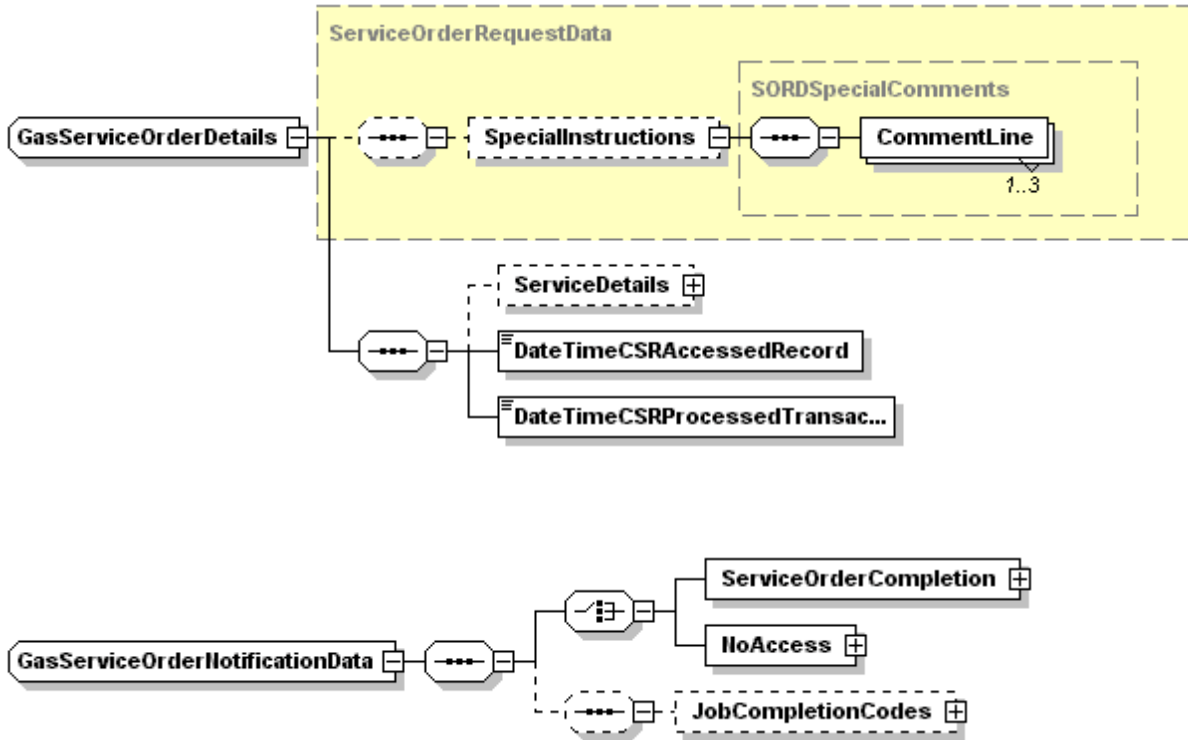 ServiceOrderRequestData
SORDSpecialComments
GasServiceOrderDetails
SpecialInstructions
CommentLine
1..3
ServiceDetails
DateTimeCSRAccessedRecord
DateTimeCSRProcessedTransac...
ServiceOrderCompletion
GasServiceOrderNotificationData
NoAccess
JobCompletionCodes